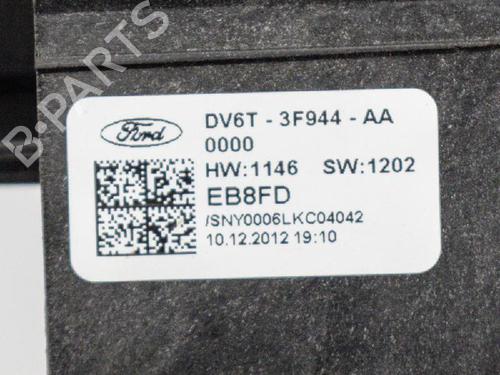 B-PARTS
Ford
DV6T - 3F944 - AA
0000
HW:1146 SW:1202
EB8FD
/SNY0006LKC04042
10.12.2012 19:10